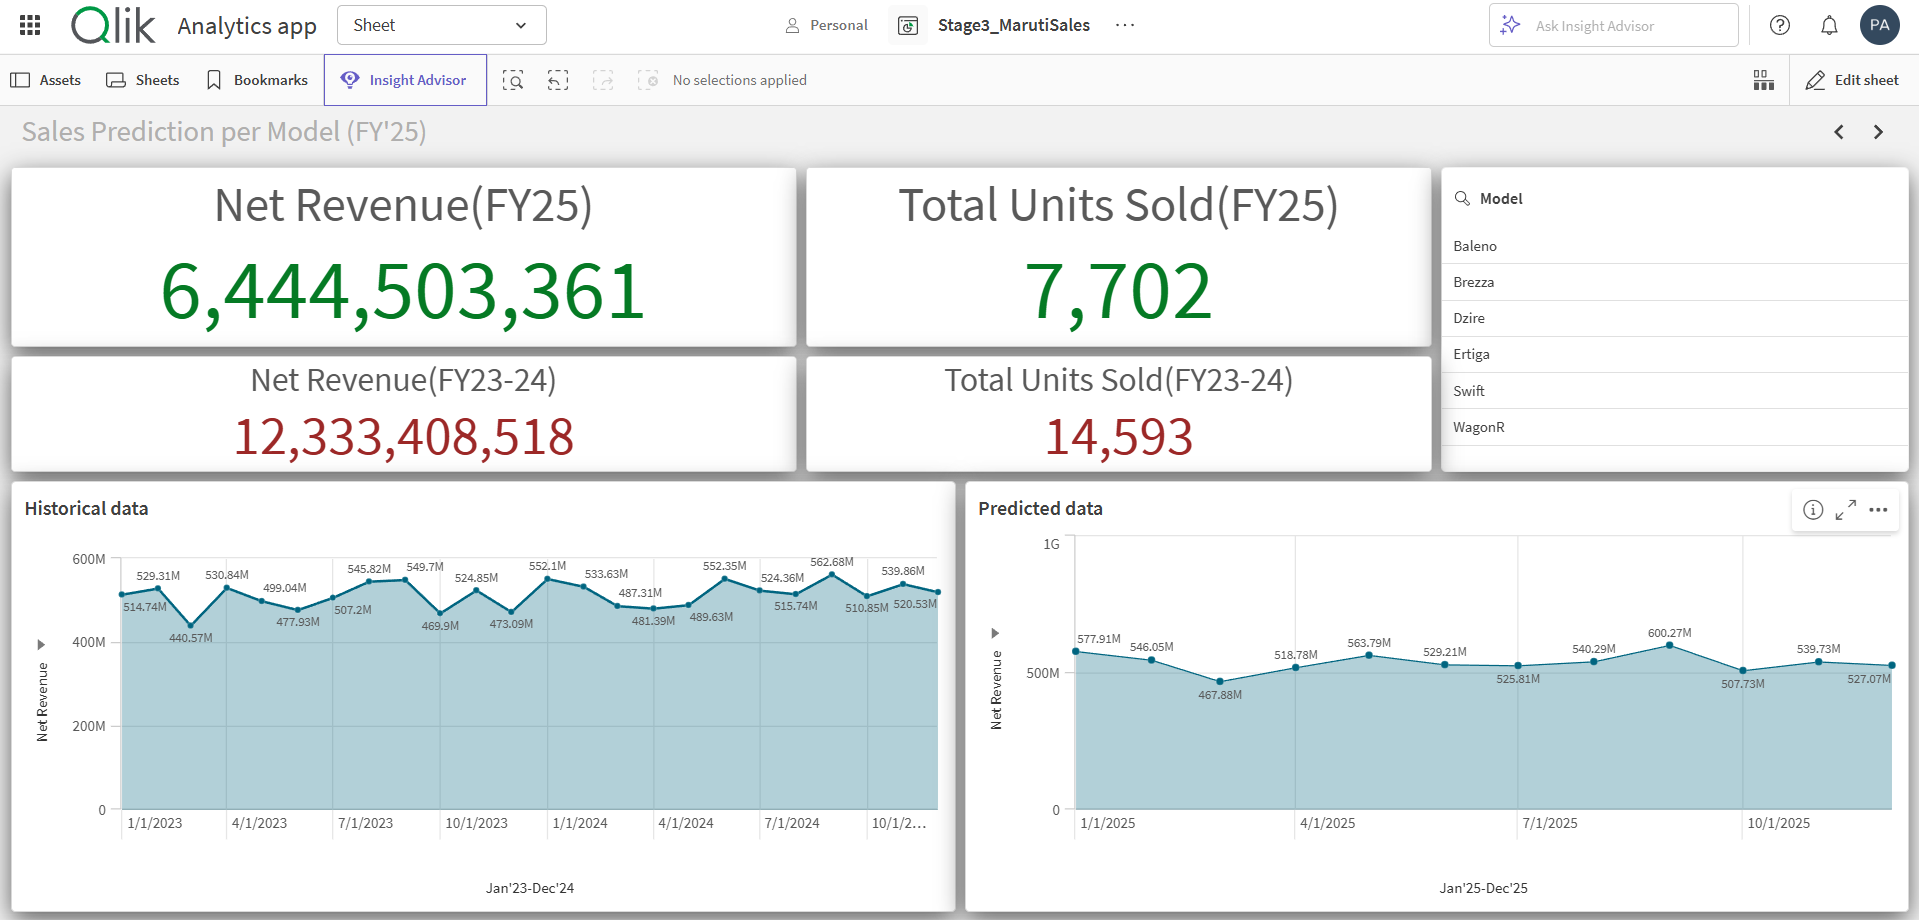 Qlik Analytics app Sheet Personal Stage3_MarutiSales ··· Ask Insight Advisor PA
Assets Sheets Bookmarks Insight Advisor No selections applied Edit sheet
Sales Prediction per Model (FY'25)
Net Revenue(FY25)
6,444,503,361
Total Units Sold(FY25)
7,702
Model
Baleno
Brezza
Dzire
Ertiga
Swift
WagonR
Net Revenue(FY23-24)
12,333,408,518
Total Units Sold(FY23-24)
14,593
Historical data
Net Revenue
600M
400M
200M
0
514.74M
529.31M
440.57M
530.84M
499.04M
477.93M
507.2M
545.82M
549.7M
469.9M
524.85M
473.09M
552.1M
533.63M
487.31M
481.39M
489.63M
552.35M
524.36M
515.74M
562.68M
510.85M
539.86M
520.53M
1/1/2023 4/1/2023 7/1/2023 10/1/2023 1/1/2024 4/1/2024 7/1/2024 10/1/2...
Jan'23-Dec'24
Predicted data
Net Revenue
1G
500M
0
577.91M
546.05M
467.88M
518.78M
563.79M
529.21M
525.81M
540.29M
600.27M
507.73M
539.73M
527.07M
1/1/2025 4/1/2025 7/1/2025 10/1/2025
Jan'25-Dec'25